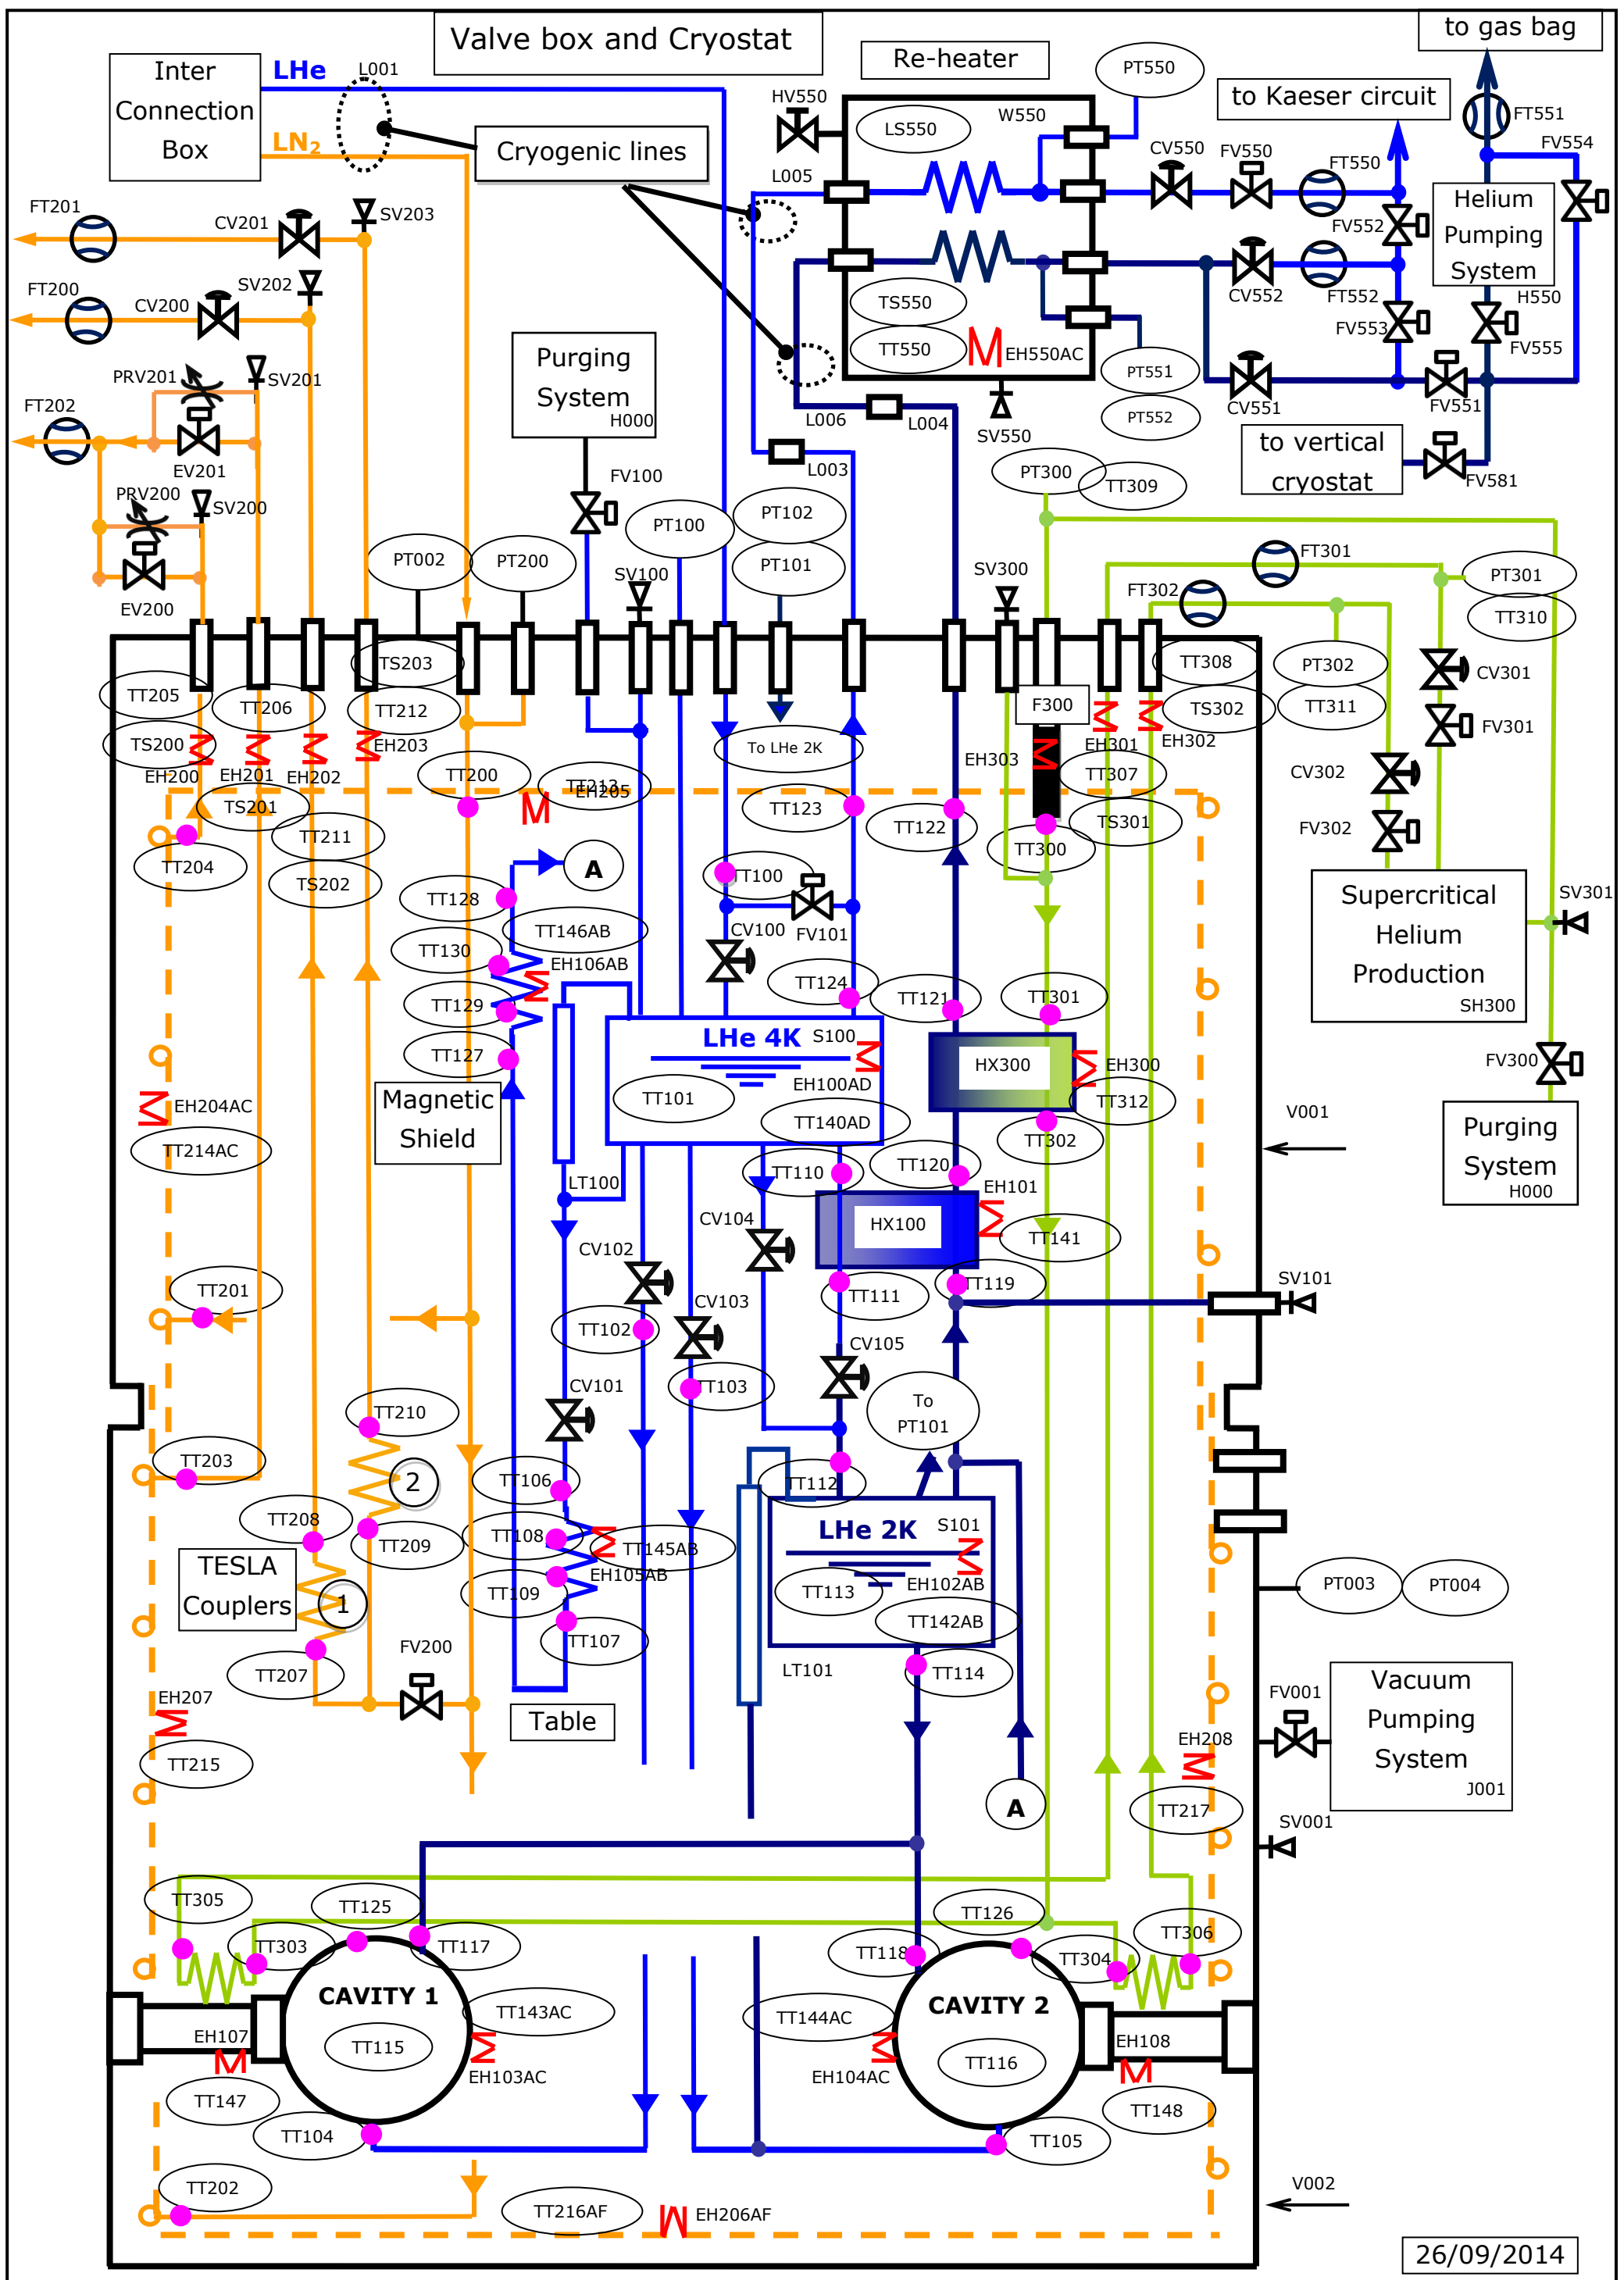 Valve box and Cryostat
to gas bag
Inter
Connection
Box
LHe
LN2
L001
Cryogenic lines
Re-heater
PT550
to Kaeser circuit
HV550
LS550
W550
CV550
FV550
FT550
FT551
FV554
L005
Helium
Pumping
System
H550
FV552
FT201
CV201
SV203
FT200
CV200
SV202
TS550
TT550
EH550AC
CV552
FT552
FV553
FV555
PT551
PT552
CV551
FV551
PRV201
SV201
FT202
EV201
Purging
System
H000
L006
L004
SV550
to vertical
cryostat
FV581
L003
PRV200
SV200
EV200
FV100
PT100
PT102
PT101
PT300
TT309
PT002
PT200
SV100
SV300
FT301
FT302
PT301
TT310
TS203
TT205
TT206
TT212
TS200
EH200
EH201
EH202
EH203
TT200
TT213
EH205
To LHe 2K
F300
EH303
EH301
EH302
TT308
TS302
PT302
TT311
CV301
FV301
TT307
TS301
CV302
FV302
TS201
TT211
TS202
TT204
TT123
TT122
TT300
A
TT128
TT100
TT146AB
CV100
FV101
TT130
EH106AB
TT129
TT127
TT124
TT121
TT301
Supercritical
Helium
Production
SH300
SV301
LHe 4K
S100
TT101
EH100AD
TT140AD
HX300
EH300
TT312
TT302
FV300
Magnetic
Shield
EH204AC
TT214AC
V001
Purging
System
H000
LT100
TT110
TT120
EH101
HX100
TT141
CV104
CV102
TT111
TT119
SV101
TT201
TT102
CV103
TT103
CV105
CV101
To
PT101
TT210
TT203
2
TT106
TT112
TT208
TT209
TT108
TT145AB
EH105AB
TT109
LHe 2K
S101
TT113
EH102AB
TT142AB
TESLA
Couplers
1
TT107
TT114
LT101
PT003
PT004
TT207
FV200
EH207
TT215
Table
FV001
Vacuum
Pumping
System
J001
EH208
TT217
SV001
A
TT305
TT125
TT303
TT117
TT126
TT118
TT304
TT306
CAVITY 1
TT115
TT143AC
EH103AC
EH107
TT147
TT104
CAVITY 2
TT116
TT144AC
EH104AC
EH108
TT148
TT105
TT202
TT216AF
EH206AF
V002
26/09/2014